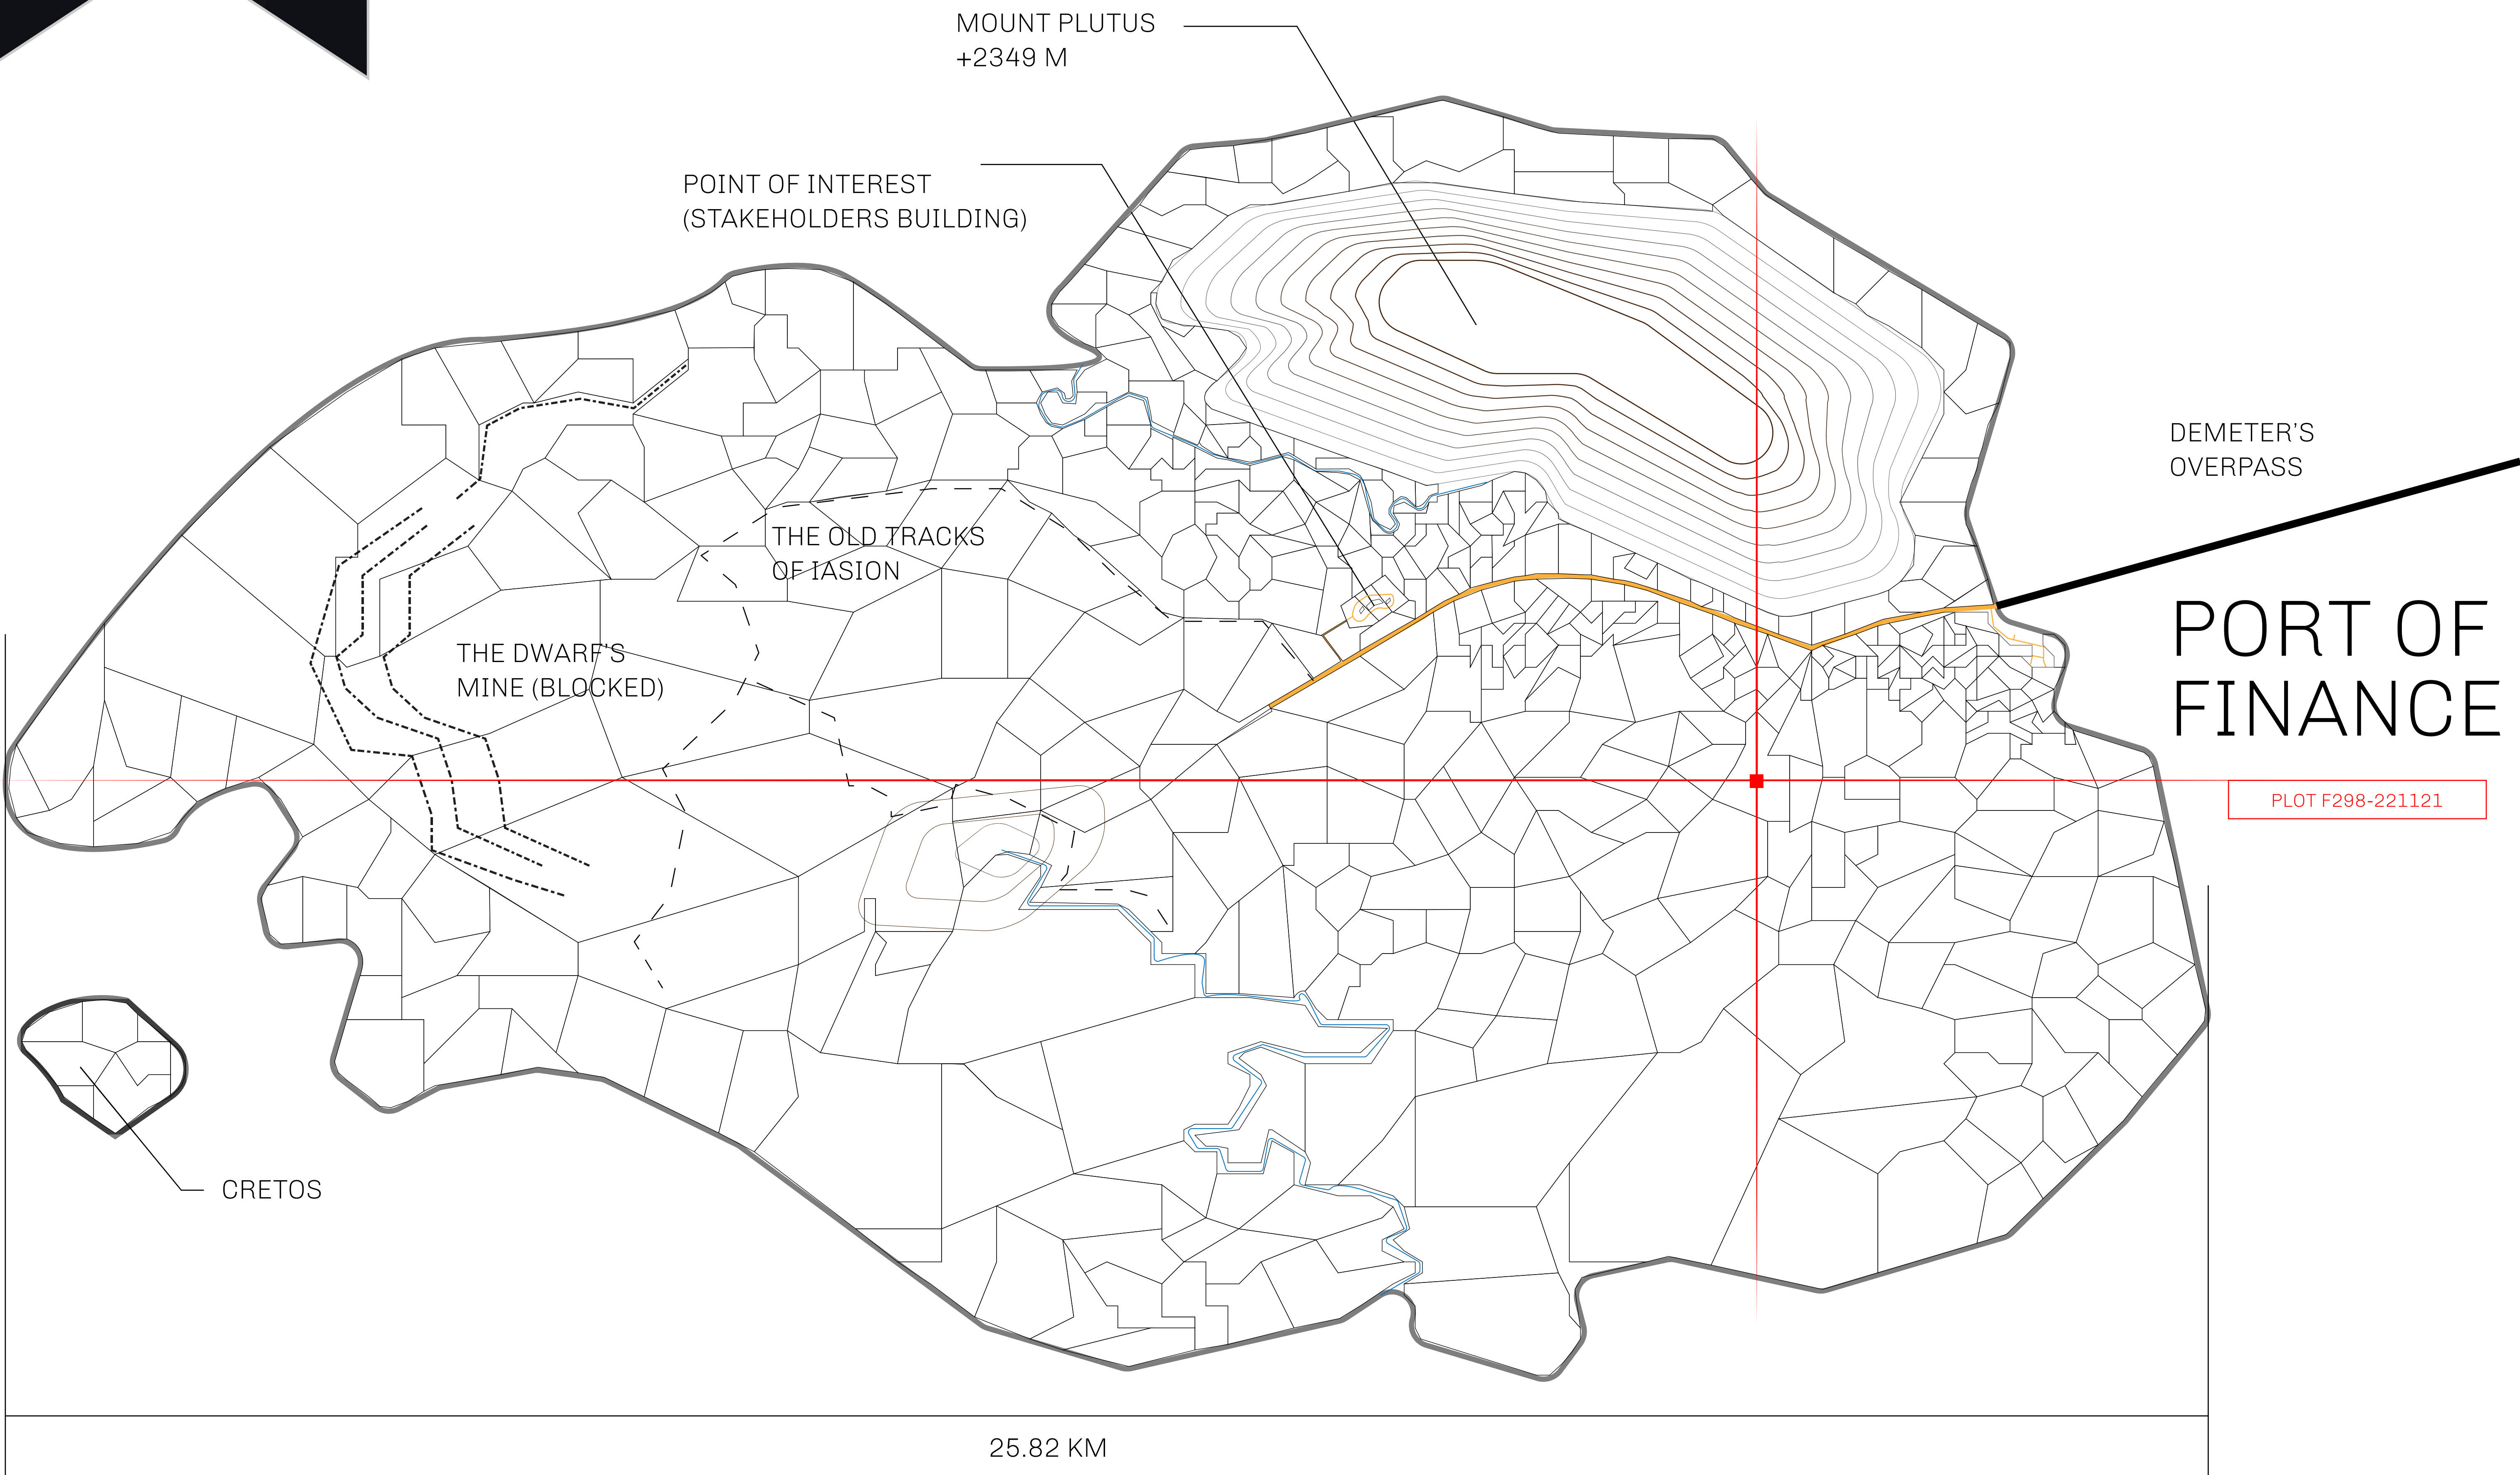 MOUNT PLUTUS
+2349 M
POINT OF INTEREST
(STAKEHOLDERS BUILDING)
DEMETER'S
OVERPASS
THE OLD TRACKS
OF IASION
PORT OF
FINANCE
THE DWARF'S
MINE (BLOCKED)
PLOT F298-221121
CRETOS
25.82 KM